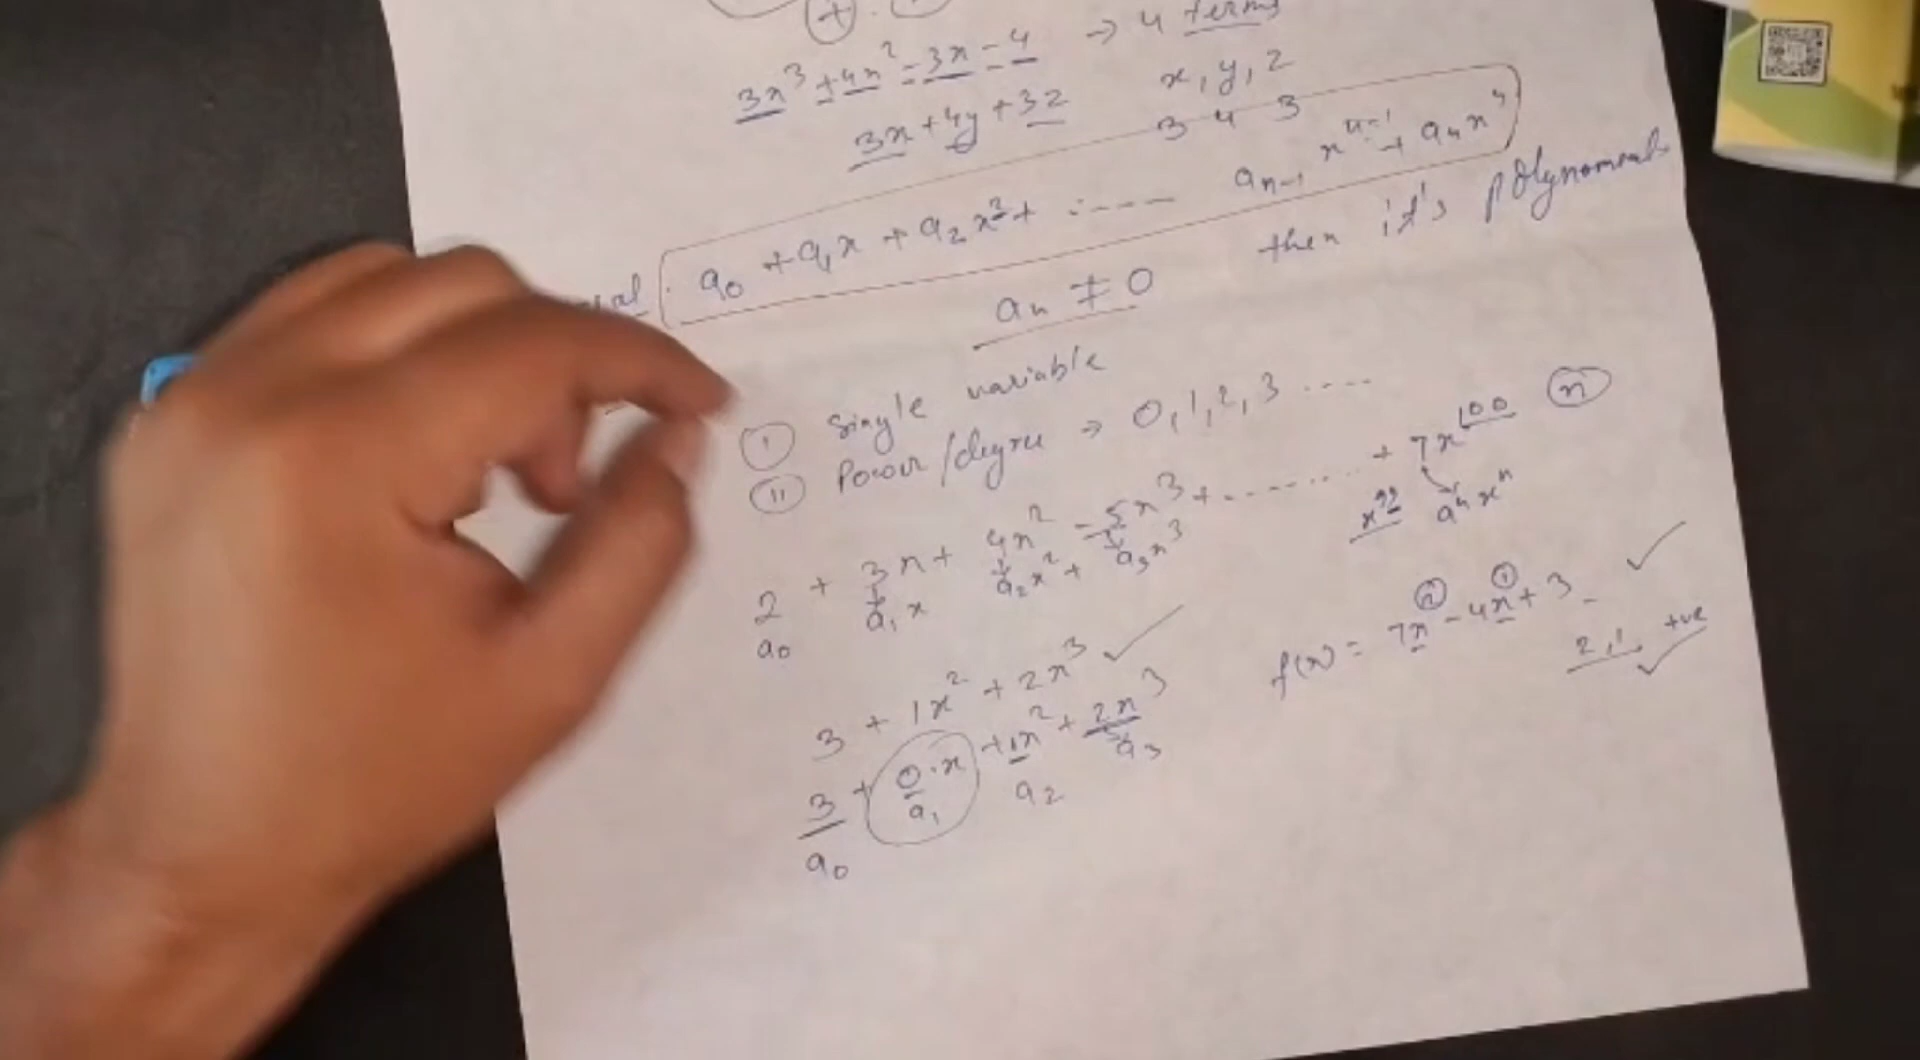 3x³ + 4x² - 3x - 4 → 4 terms
3x + 4y + 3z x, y, z
3 4 3
a₀ + a₁x + a₂x² + ..... aₙ₋₁ xⁿ⁻¹ + aₙxⁿ
aₙ ≠ 0 then it's polynomial
(i) Single variable
(ii) Power/degree → 0, 1, 2, 3 ....
2 + 3x + 4x² - 5x³ + ........ + 7x¹⁰⁰ (n)
a₀ a₁x a₂x² + a₃x³ x⁹⁹ aⁿxⁿ
3 + 1x² + 2x³ ✓
f(x) = 7x² - 4x① + 3 ✓
2, 1, +ve ✓
3 + 0·x + 1x² + 2x³
a₀ a₁ a₂ a₃